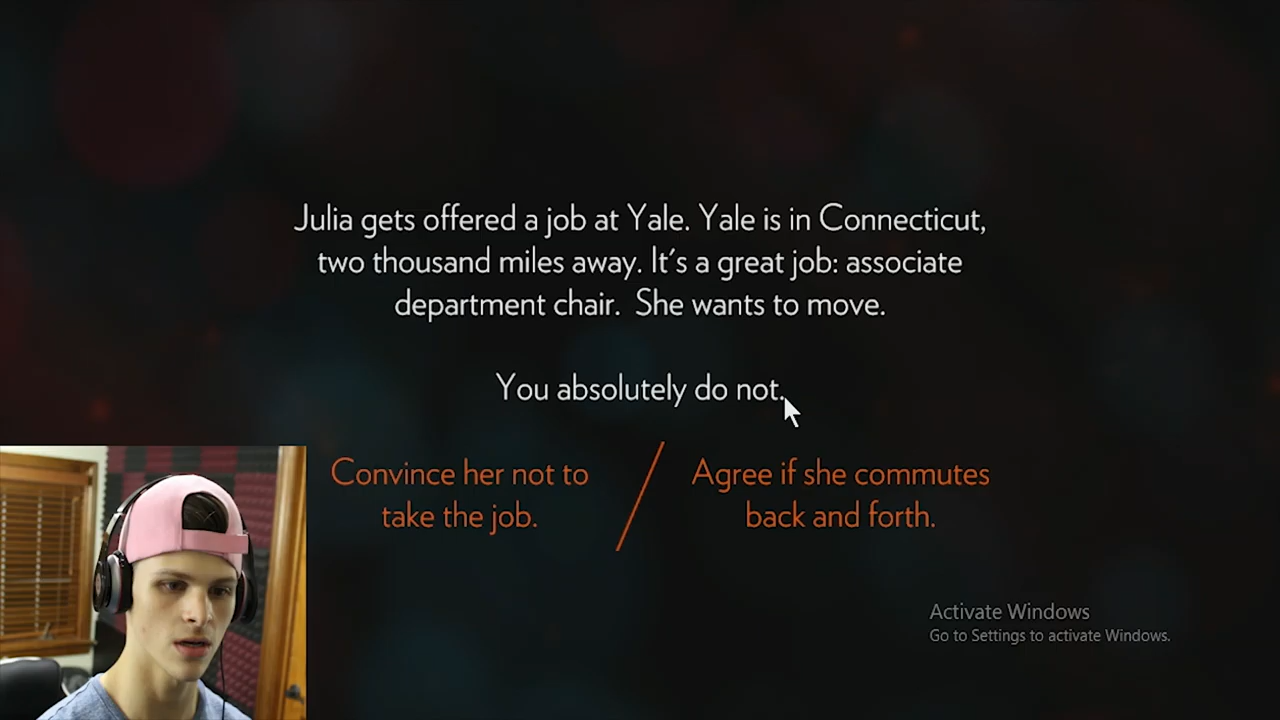 Julia gets offered a job at Yale. Yale is in Connecticut,
two thousand miles away. It's a great job: associate
department chair.  She wants to move.
You absolutely do not.
Convince her not to
take the job.
Agree if she commutes
back and forth.
Activate Windows
Go to Settings to activate Windows.